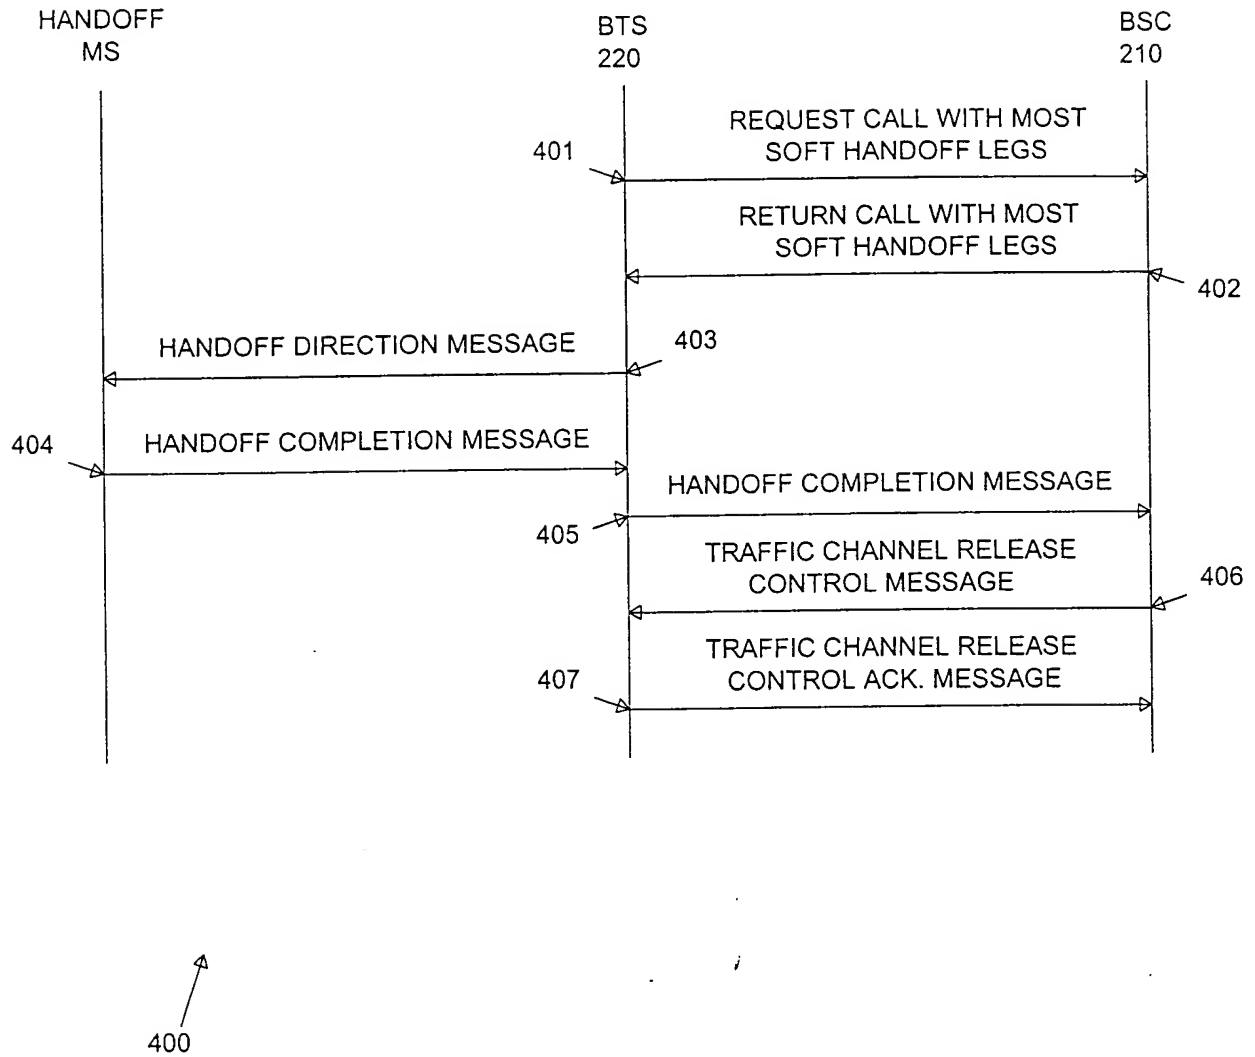 HANDOFF
MS
BTS
220
BSC
210
REQUEST CALL WITH MOST
SOFT HANDOFF LEGS
401
RETURN CALL WITH MOST
SOFT HANDOFF LEGS
402
HANDOFF DIRECTION MESSAGE
403
404
HANDOFF COMPLETION MESSAGE
HANDOFF COMPLETION MESSAGE
405
TRAFFIC CHANNEL RELEASE
CONTROL MESSAGE
406
TRAFFIC CHANNEL RELEASE
CONTROL ACK. MESSAGE
407
400